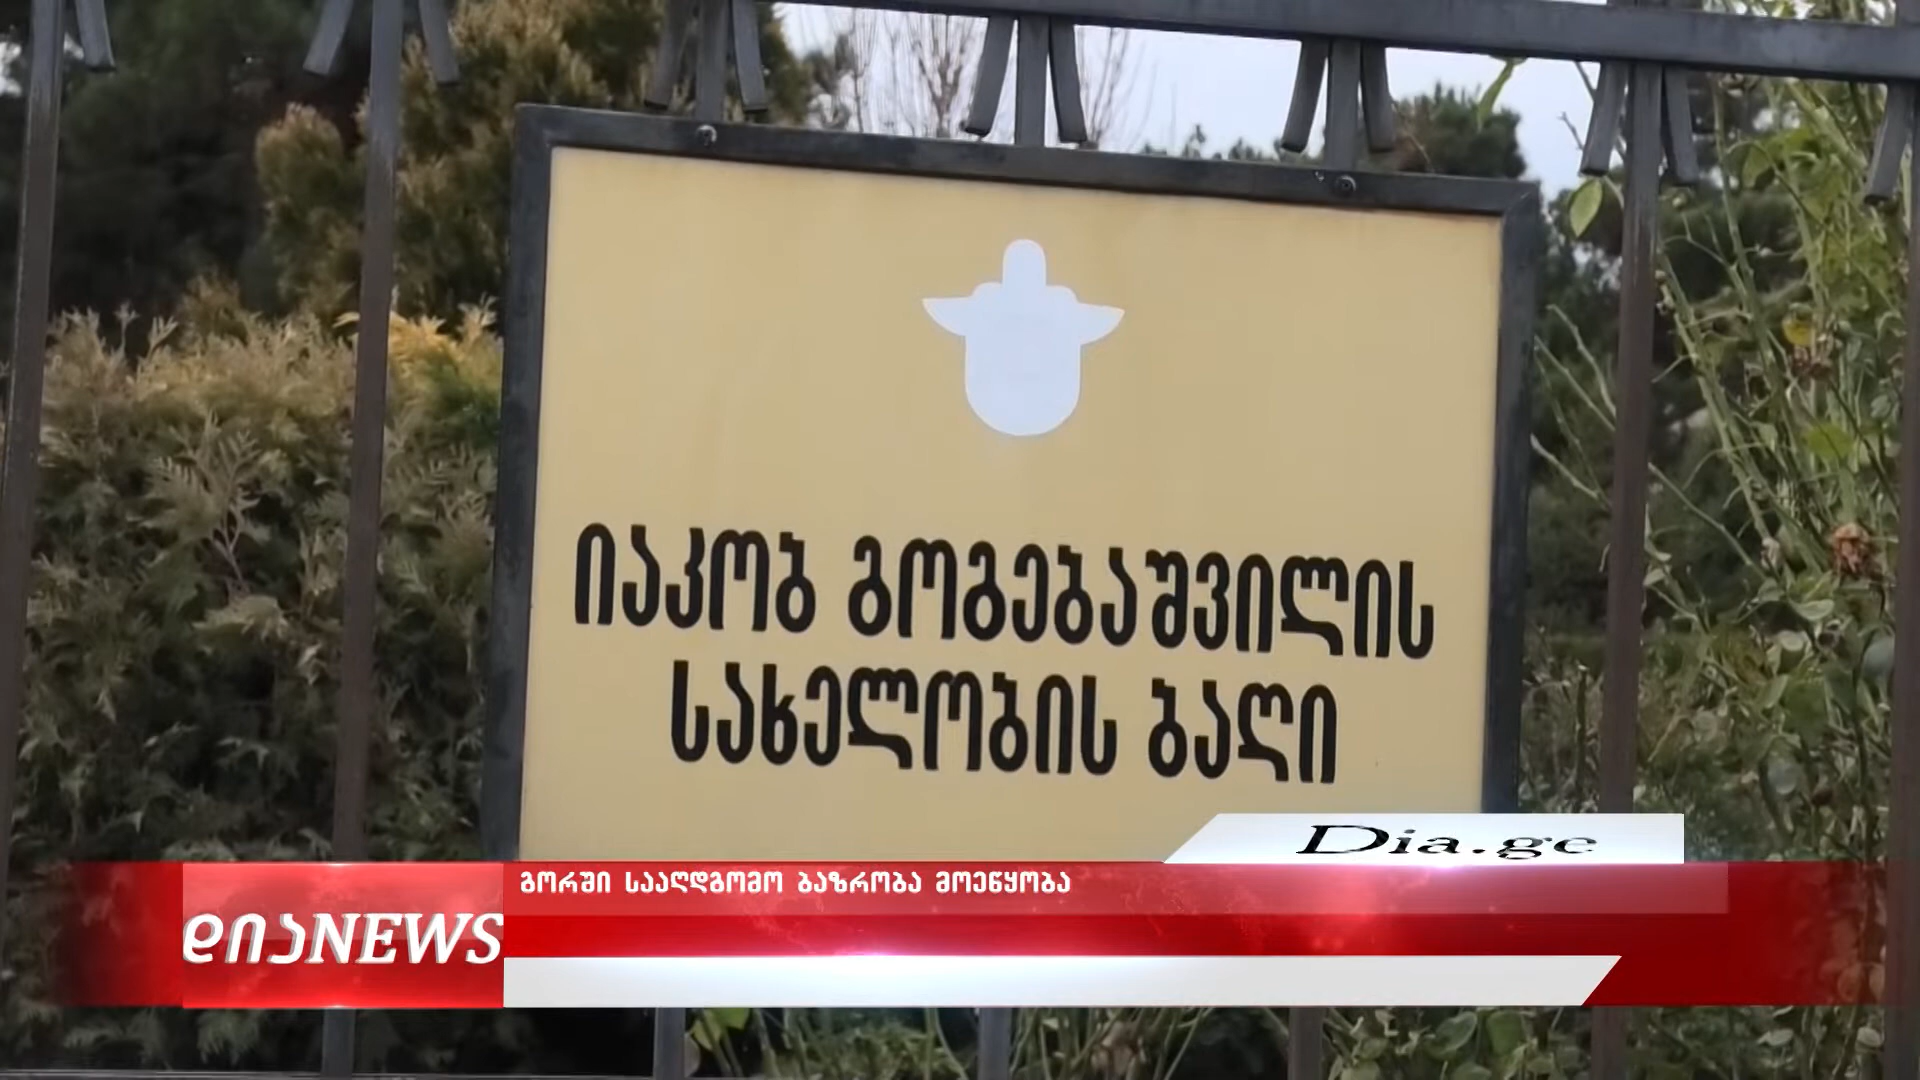 იაკობ გოგებაშვილის
სახელობის ბაღი
Dia.ge
გორში სააღდგომო ბაზრობა მოეწყობა
დიაNEWS